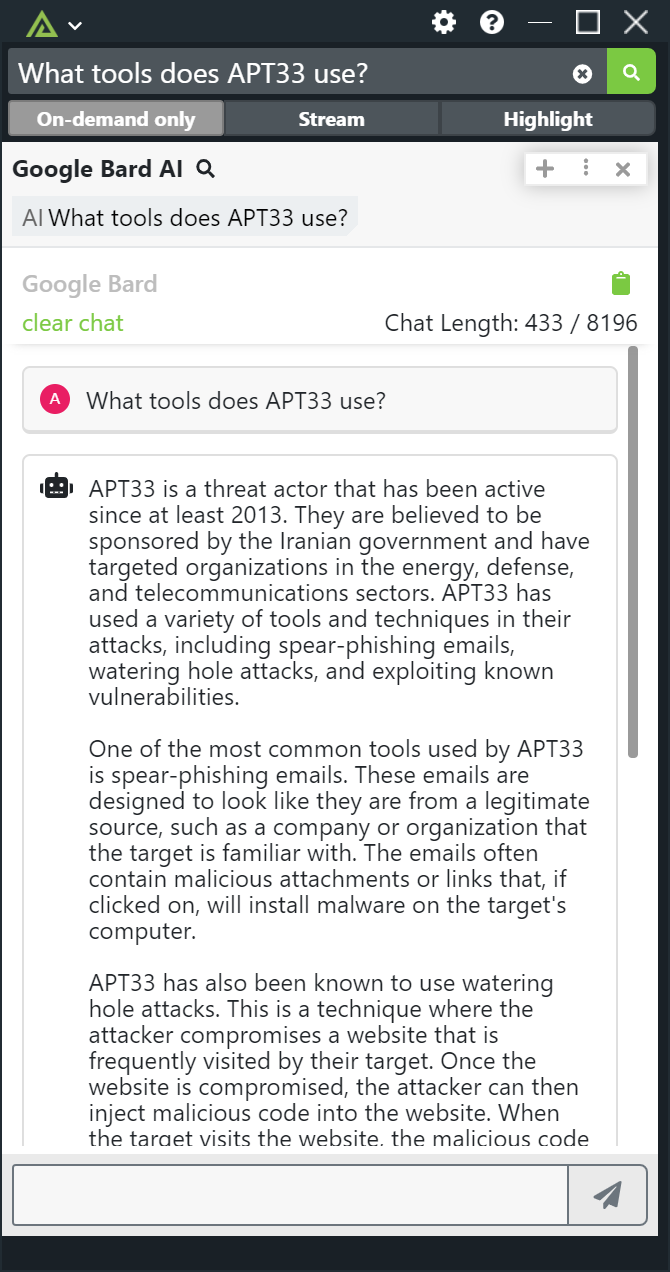 What tools does APT33 use?
On-demand only
Stream
Highlight
Google Bard AI
AI What tools does APT33 use?
Google Bard
clear chat
Chat Length: 433 / 8196
A
What tools does APT33 use?
APT33 is a threat actor that has been active
since at least 2013. They are believed to be
sponsored by the Iranian government and have
targeted organizations in the energy, defense,
and telecommunications sectors. APT33 has
used a variety of tools and techniques in their
attacks, including spear-phishing emails,
watering hole attacks, and exploiting known
vulnerabilities.
One of the most common tools used by APT33
is spear-phishing emails. These emails are
designed to look like they are from a legitimate
source, such as a company or organization that
the target is familiar with. The emails often
contain malicious attachments or links that, if
clicked on, will install malware on the target's
computer.
APT33 has also been known to use watering
hole attacks. This is a technique where the
attacker compromises a website that is
frequently visited by their target. Once the
website is compromised, the attacker can then
inject malicious code into the website. When
the target visits the website, the malicious code